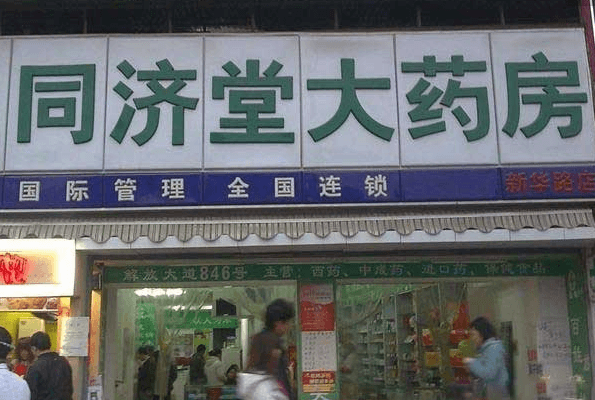 同济堂大药房
国际管理 全国连锁 新华路店
解放大道846号 主营：西药、中成药、进口药、保健食品